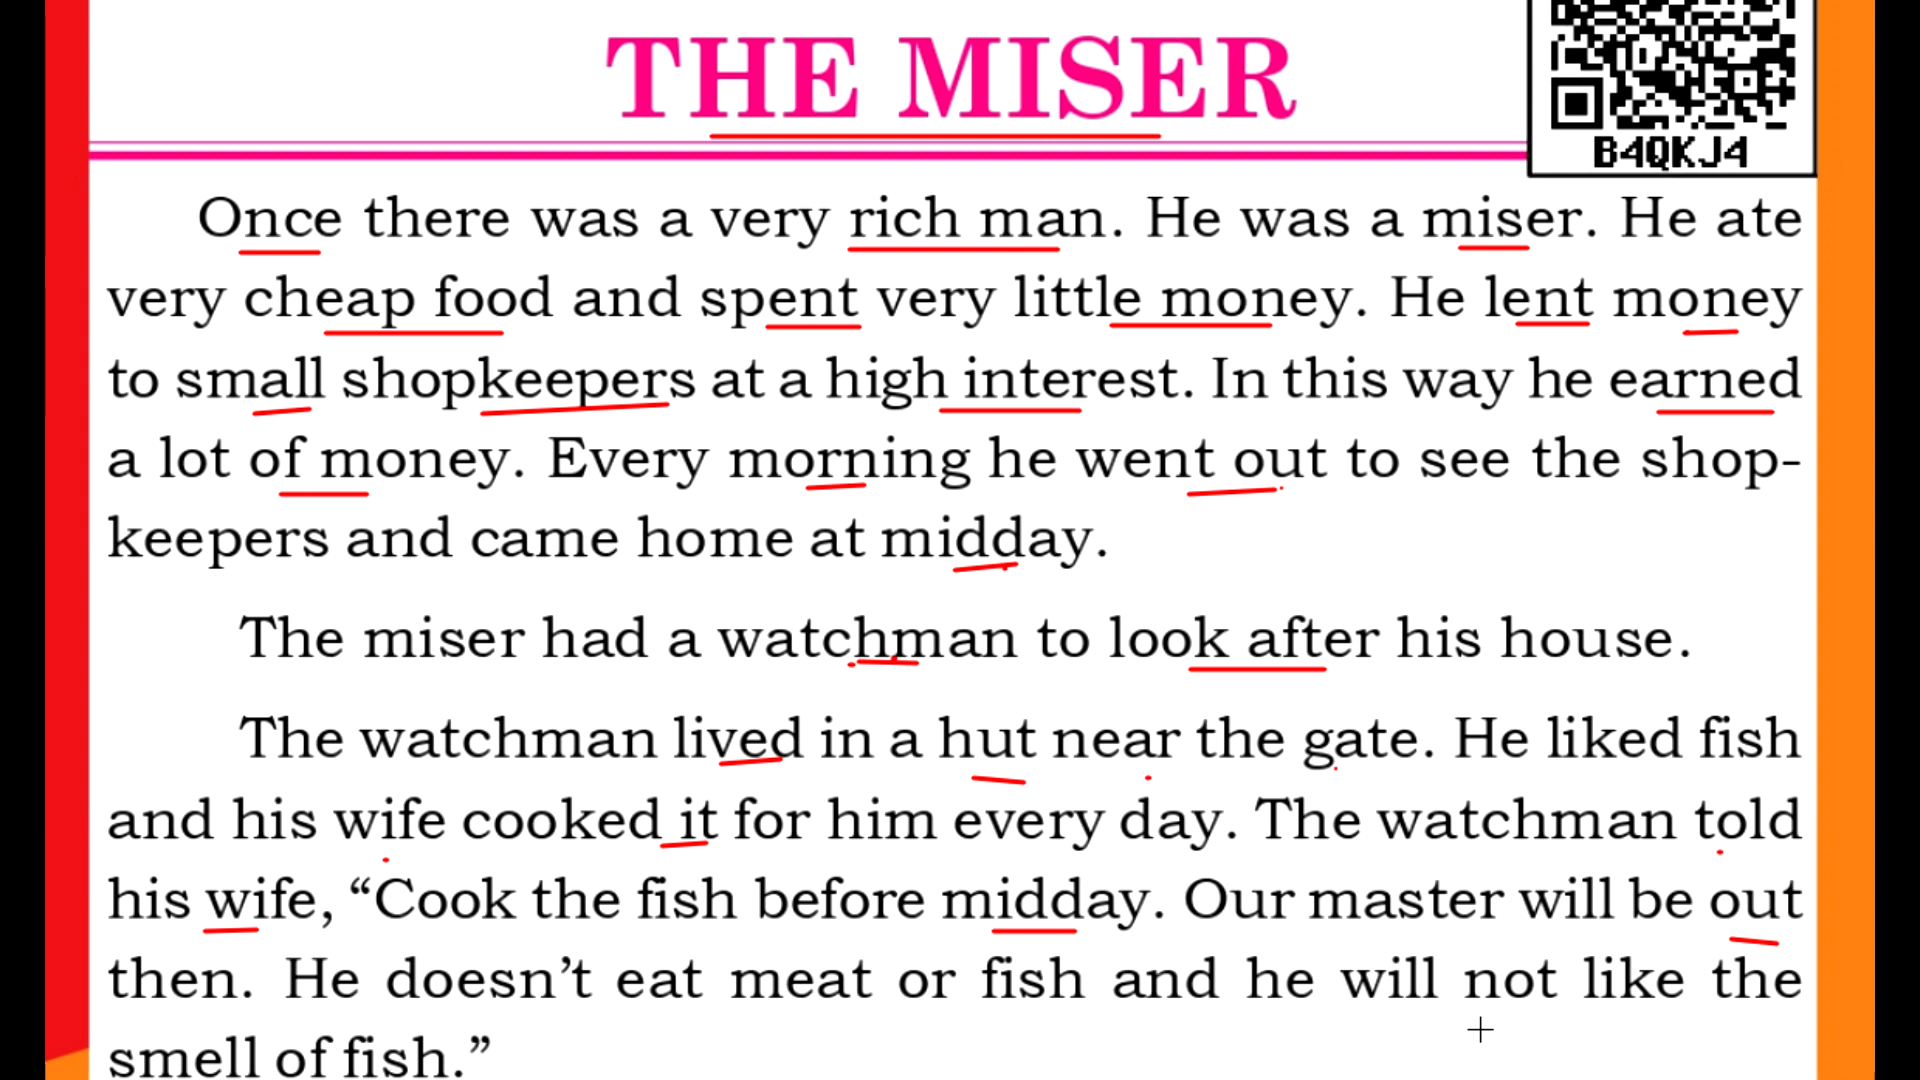 THE MISER
B4QKJ4
Once there was a very rich man. He was a miser. He ate
very cheap food and spent very little money. He lent money
to small shopkeepers at a high interest. In this way he earned
a lot of money. Every morning he went out to see the shop-
keepers and came home at midday.
The miser had a watchman to look after his house.
The watchman lived in a hut near the gate. He liked fish
and his wife cooked it for him every day. The watchman told
his wife, “Cook the fish before midday. Our master will be out
then. He doesn’t eat meat or fish and he will not like the
smell of fish.”